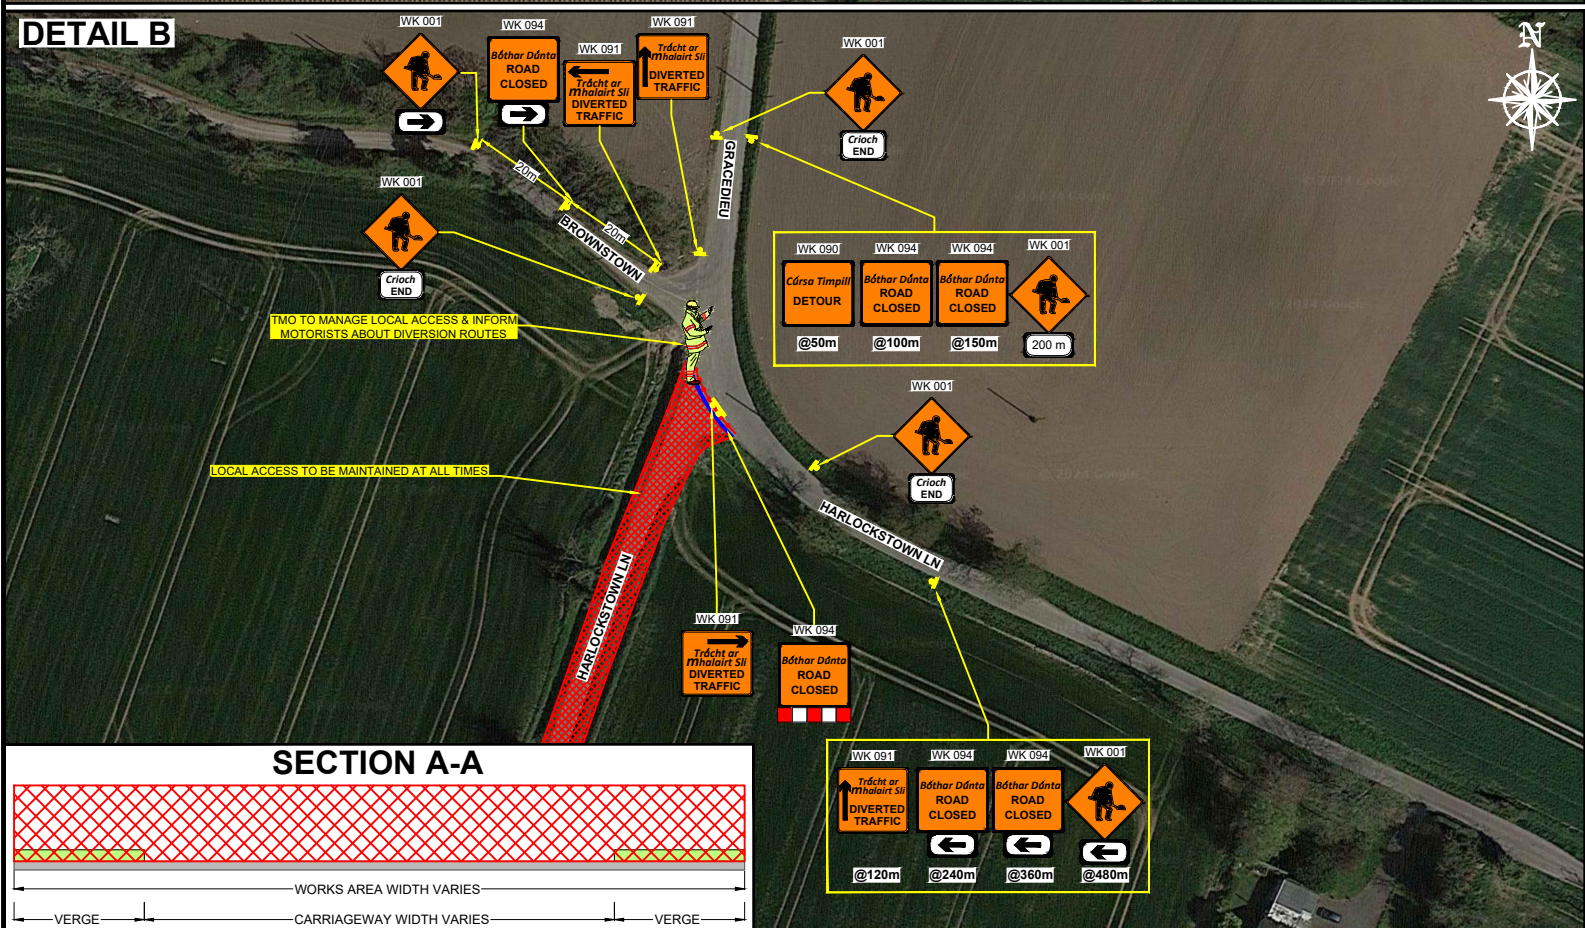 DETAIL B
WK 001
WK 094
Bóthar Dúnta
ROAD
CLOSED
WK 091
Trácht ar
mhalairt Slí
DIVERTED
TRAFFIC
WK 091
Trácht ar
mhalairt Slí
DIVERTED
TRAFFIC
WK 001
Críoch
END
N
20m
20m
BROWNSTOWN
GRACEDIEU
WK 001
Críoch
END
TMO TO MANAGE LOCAL ACCESS & INFORM
MOTORISTS ABOUT DIVERSION ROUTES
WK 090
Cúrsa Timpill
DETOUR
@50m
WK 094
Bóthar Dúnta
ROAD
CLOSED
@100m
WK 094
Bóthar Dúnta
ROAD
CLOSED
@150m
WK 001
200 m
WK 001
Críoch
END
LOCAL ACCESS TO BE MAINTAINED AT ALL TIMES
HARLOCKSTOWN LN
HARLOCKSTOWN LN
WK 091
Trácht ar
mhalairt Slí
DIVERTED
TRAFFIC
WK 094
Bóthar Dúnta
ROAD
CLOSED
WK 091
Trácht ar
mhalairt Slí
DIVERTED
TRAFFIC
@120m
WK 094
Bóthar Dúnta
ROAD
CLOSED
@240m
WK 094
Bóthar Dúnta
ROAD
CLOSED
@360m
WK 001
@480m
SECTION A-A
WORKS AREA WIDTH VARIES
VERGE
CARRIAGEWAY WIDTH VARIES
VERGE